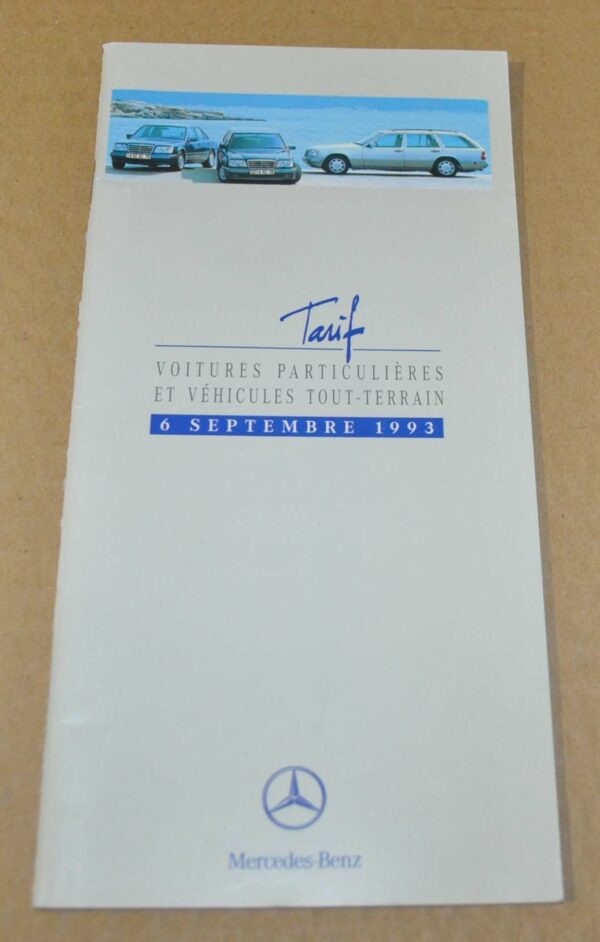 Tarif
VOITURES PARTICULIÈRES
ET VÉHICULES TOUT-TERRAIN
6 SEPTEMBRE 1993
Mercedes-Benz